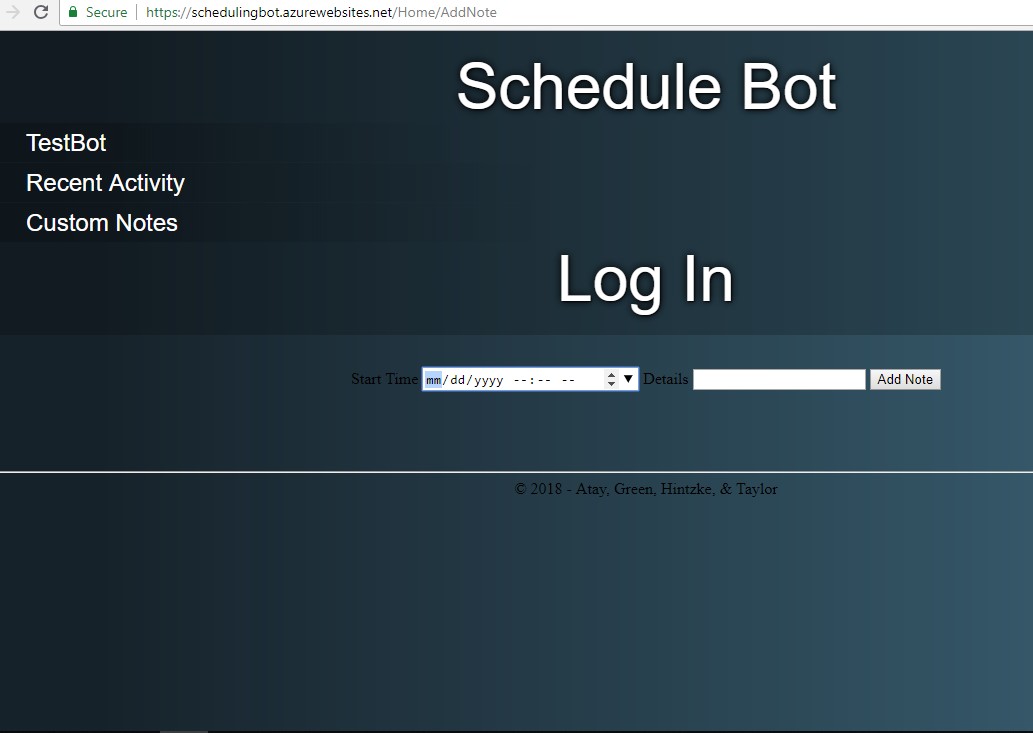 Secure https://schedulingbot.azurewebsites.net/Home/AddNote
Schedule Bot
TestBot
Recent Activity
Custom Notes
Log In
Start Time mm/dd/yyyy --:-- -- Details Add Note
© 2018 - Atay, Green, Hintzke, & Taylor